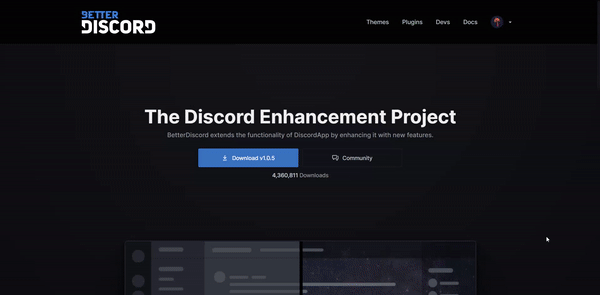 BETTER
DISCORD
Themes Plugins Devs Docs
The Discord Enhancement Project
BetterDiscord extends the functionality of DiscordApp by enhancing it with new features.
Download v1.0.5 Community
4,360,811 Downloads